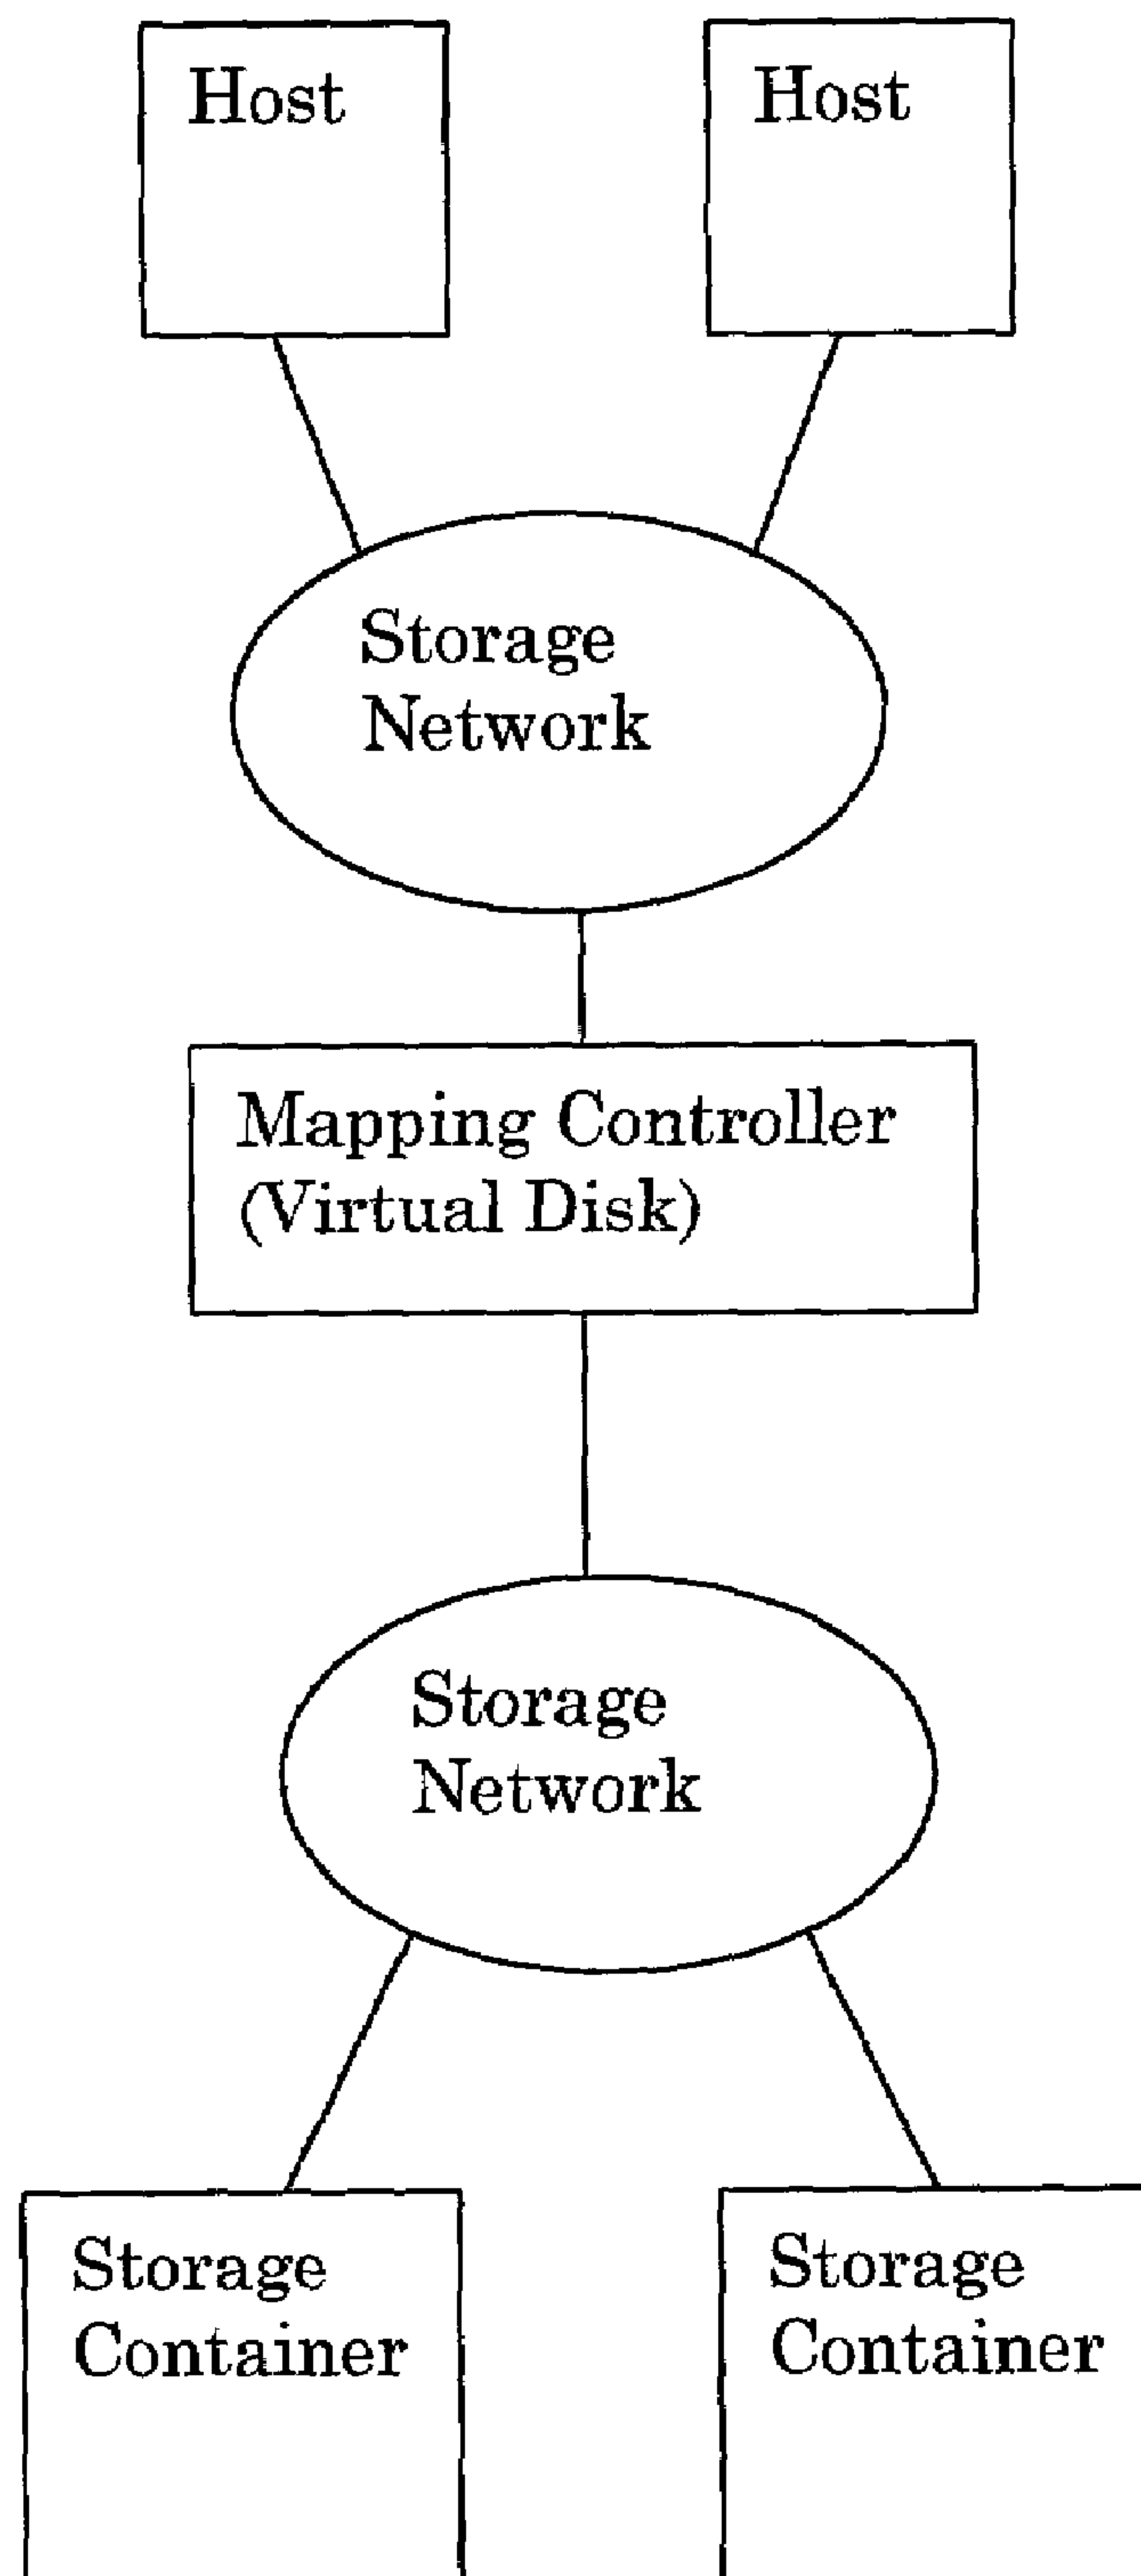 Host
Host
Storage
Network
Mapping Controller
(Virtual Disk)
Storage
Network
Storage
Container
Storage
Container